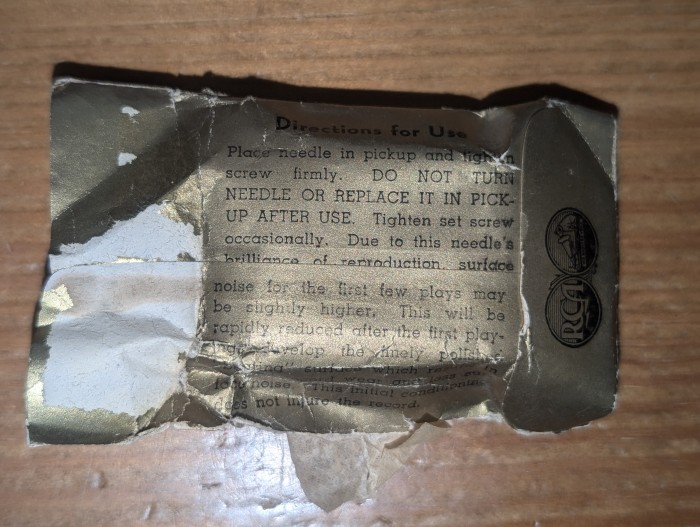 Directions for Use
Place needle in pickup and tighten
screw firmly. DO NOT TURN
NEEDLE OR REPLACE IT IN PICK-
UP AFTER USE. Tighten set screw
occasionally. Due to this needle's
brilliance of reproduction, surface
noise for the first few plays may
be slightly higher. This will be
rapidly reduced after the first play-
develop the finely polished
surface which
noise. This initial
does not injure the record.
RCA